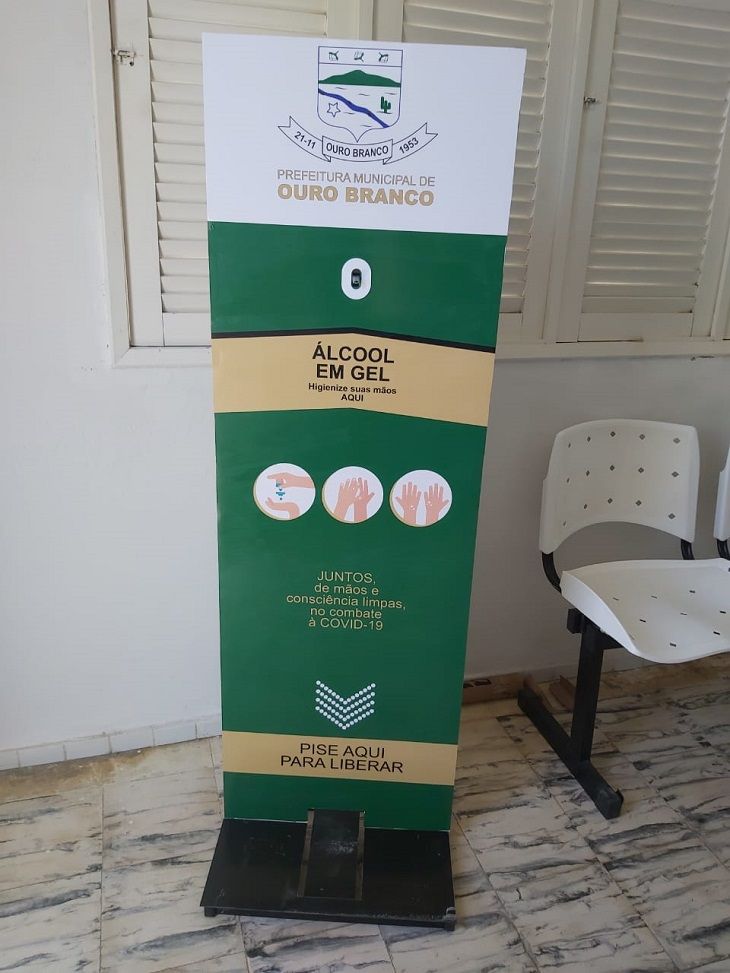 21-11 OURO BRANCO 1953
PREFEITURA MUNICIPAL DE
OURO BRANCO
ÁLCOOL
EM GEL
Higienize suas mãos
AQUI
JUNTOS,
de mãos e
consciência limpas,
no combate
à COVID-19
PISE AQUI
PARA LIBERAR